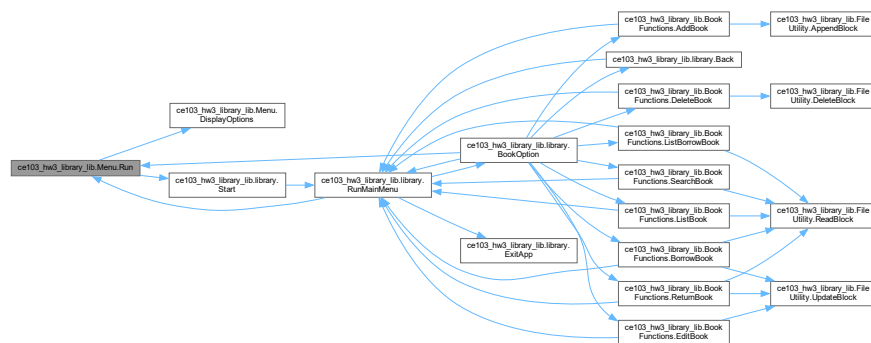 ce103_hw3_library_lib.Menu.Run
ce103_hw3_library_lib.Menu.
DisplayOptions
ce103_hw3_library_lib.library.
Start
ce103_hw3_library_lib.library.
RunMainMenu
ce103_hw3_library_lib.library.
BookOption
ce103_hw3_library_lib.library.
ExitApp
ce103_hw3_library_lib.Book
Functions.AddBook
ce103_hw3_library_lib.library.Back
ce103_hw3_library_lib.Book
Functions.DeleteBook
ce103_hw3_library_lib.Book
Functions.ListBorrowBook
ce103_hw3_library_lib.Book
Functions.SearchBook
ce103_hw3_library_lib.Book
Functions.ListBook
ce103_hw3_library_lib.Book
Functions.BorrowBook
ce103_hw3_library_lib.Book
Functions.ReturnBook
ce103_hw3_library_lib.Book
Functions.EditBook
ce103_hw3_library_lib.File
Utility.AppendBlock
ce103_hw3_library_lib.File
Utility.DeleteBlock
ce103_hw3_library_lib.File
Utility.ReadBlock
ce103_hw3_library_lib.File
Utility.UpdateBlock